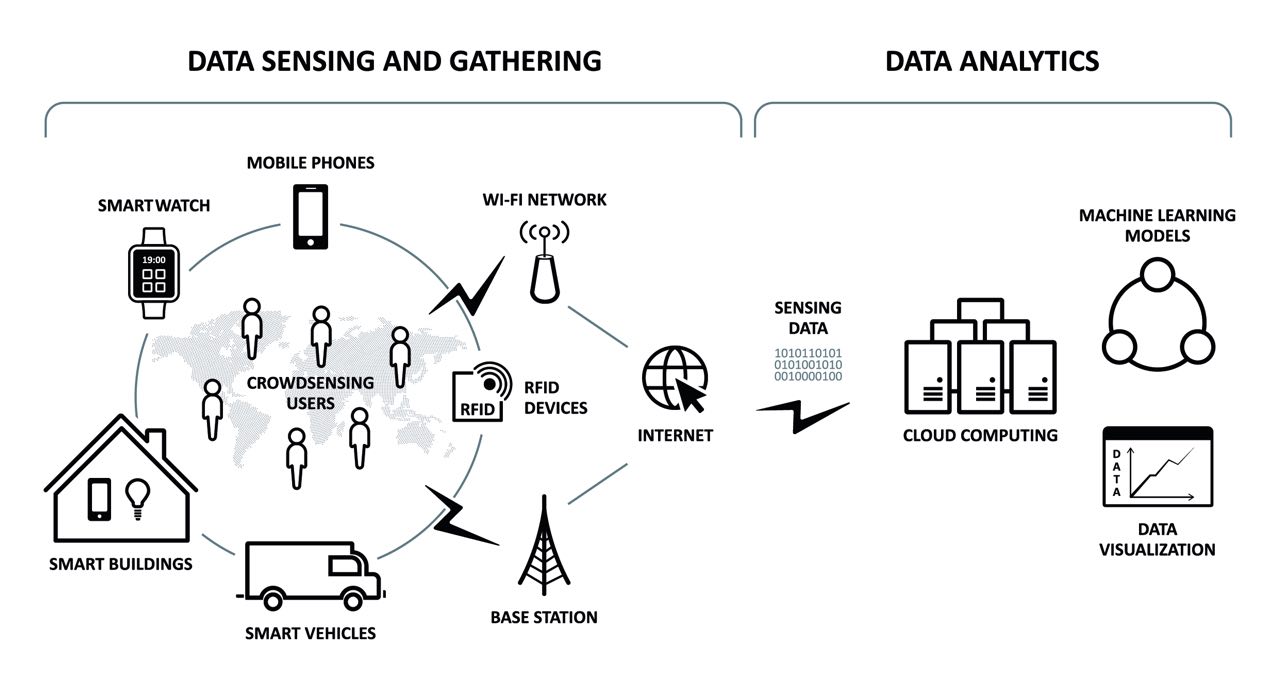 DATA SENSING AND GATHERING
DATA ANALYTICS
MOBILE PHONES
SMART WATCH
19:00
WI-FI NETWORK
CROWDSENSING
USERS
RFID
RFID
DEVICES
SMART BUILDINGS
SMART VEHICLES
BASE STATION
INTERNET
SENSING
DATA
1010110101
0101001010
0010000100
CLOUD COMPUTING
MACHINE LEARNING
MODELS
DATA
DATA
VISUALIZATION